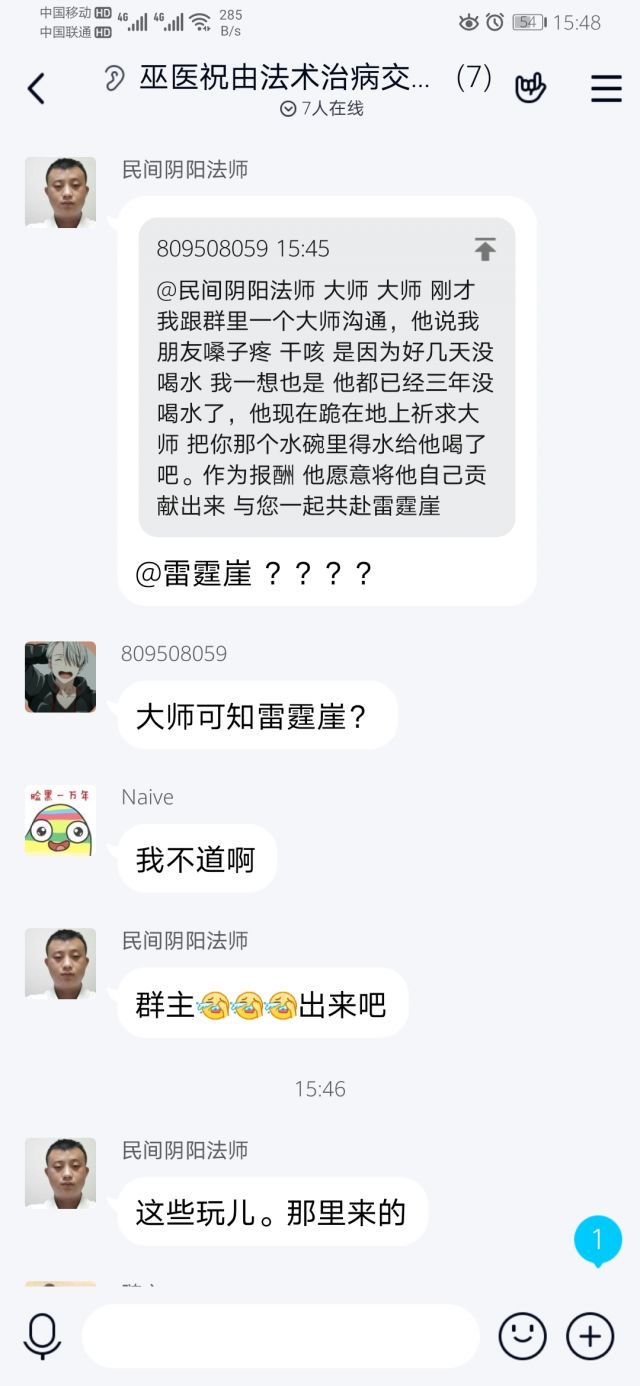 中国移动HD 4G 4G 285
中国联通HD B/s 54 15:48
巫医祝由法术治病交... (7)
7人在线
民间阴阳法师
809508059 15:45
@民间阴阳法师 大师 大师 刚才
我跟群里一个大师沟通，他说我
朋友嗓子疼 干咳 是因为好几天没
喝水 我一想也是 他都已经三年没
喝水了，他现在跪在地上祈求大
师 把你那个水碗里得水给他喝了
吧。作为报酬 他愿意将他自己贡
献出来 与您一起共赴雷霆崖
@雷霆崖 ？？？？
809508059
大师可知雷霆崖?
Naive
脸黑一万年
我不道啊
民间阴阳法师
群主🤣🤣🤣出来吧
15:46
民间阴阳法师
这些玩儿。那里来的
1